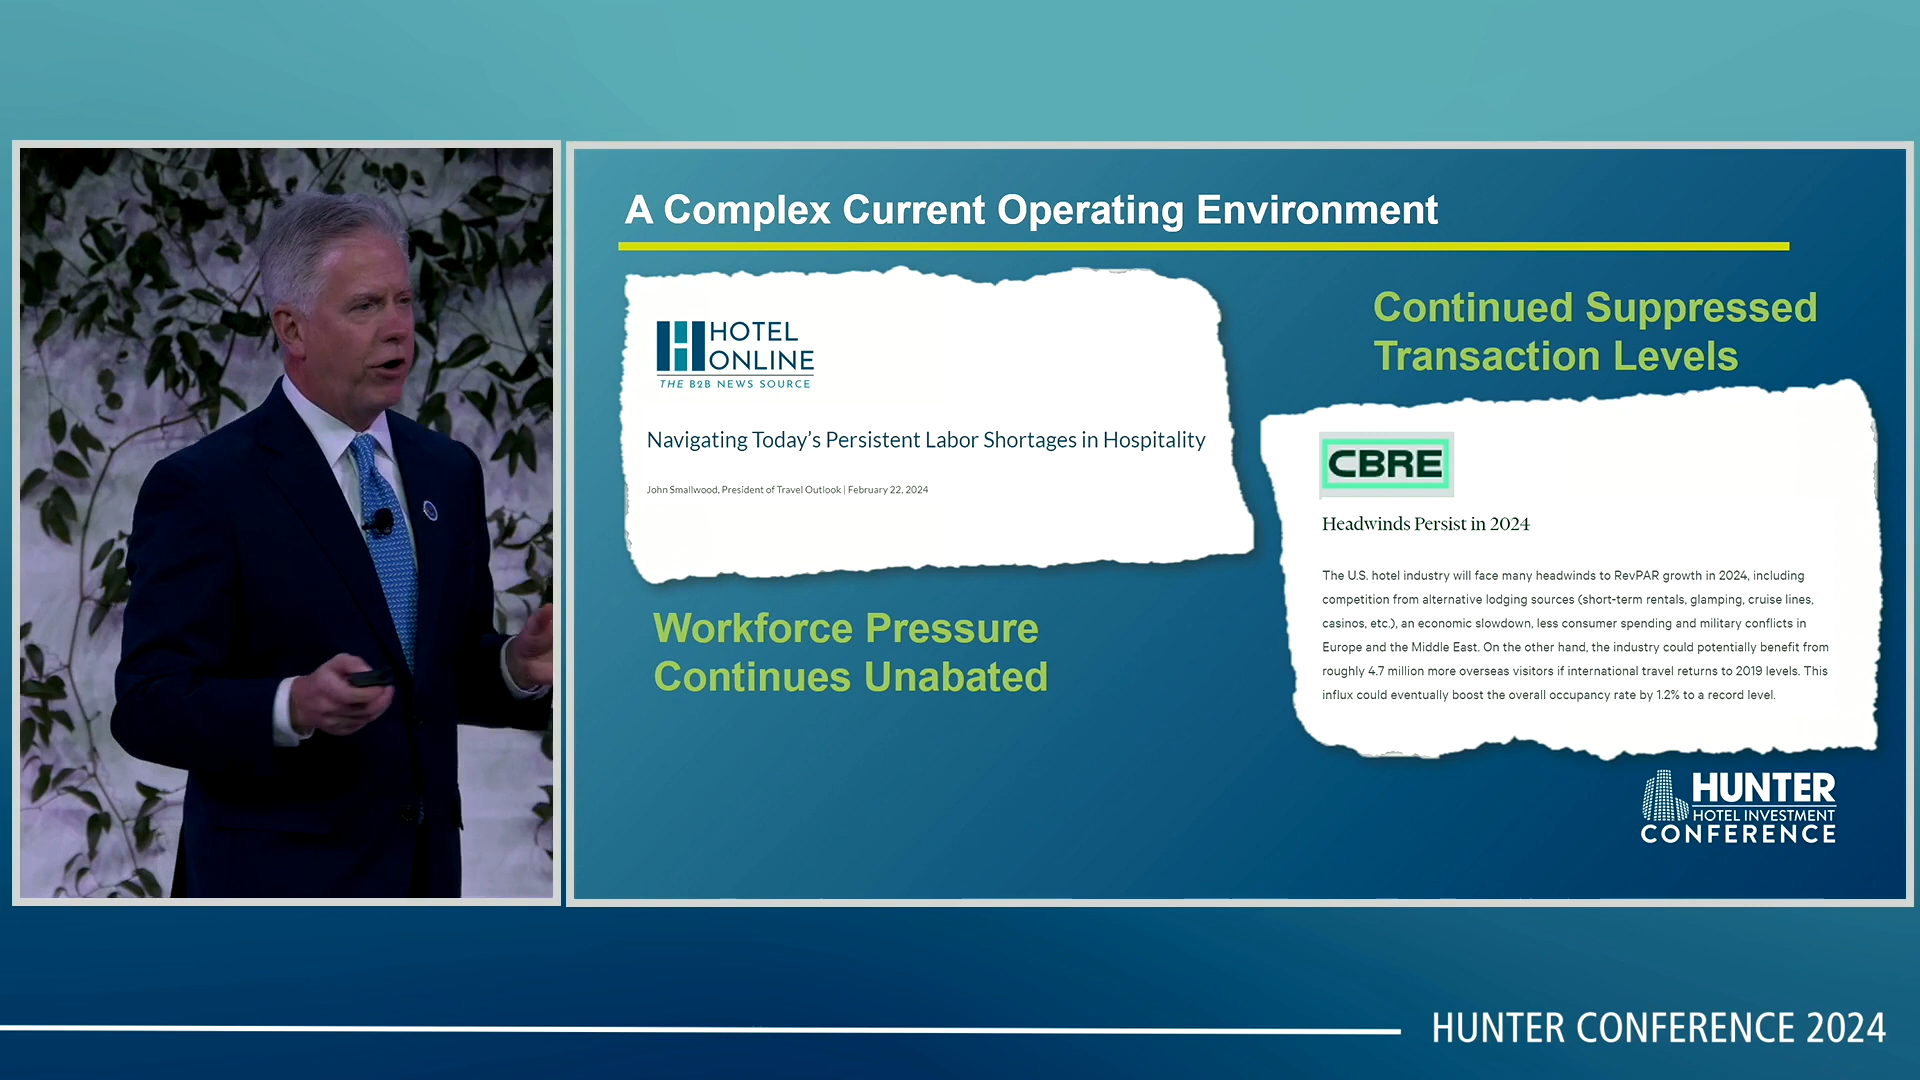 A Complex Current Operating Environment
HOTEL
ONLINE
THE B2B NEWS SOURCE
Navigating Today’s Persistent Labor Shortages in Hospitality
John Smallwood, President of Travel Outlook | February 22, 2024
Workforce Pressure
Continues Unabated
Continued Suppressed
Transaction Levels
CBRE
Headwinds Persist in 2024
The U.S. hotel industry will face many headwinds to RevPAR growth in 2024, including
competition from alternative lodging sources (short-term rentals, glamping, cruise lines,
casinos, etc.), an economic slowdown, less consumer spending and military conflicts in
Europe and the Middle East. On the other hand, the industry could potentially benefit from
roughly 4.7 million more overseas visitors if international travel returns to 2019 levels. This
influx could eventually boost the overall occupancy rate by 1.2% to a record level.
HUNTER
HOTEL INVESTMENT
CONFERENCE
HUNTER CONFERENCE 2024